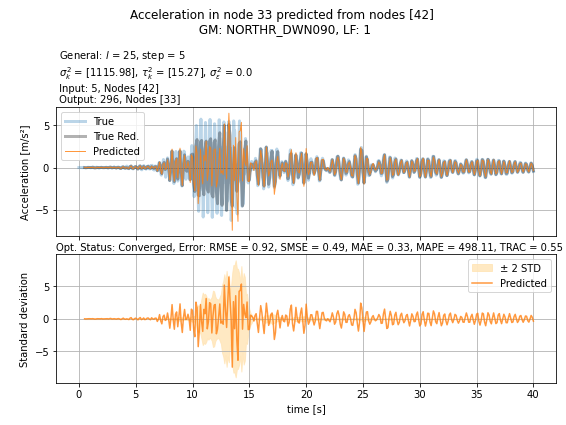 Acceleration in node 33 predicted from nodes [42]
GM: NORTHR_DWN090, LF: 1
General: l = 25, step = 5
σ²ₖ = [1115.98], τ²ₖ = [15.27], σ²ε = 0.0
Input: 5, Nodes [42]
Output: 296, Nodes [33]
True
True Red.
Predicted
Acceleration [m/s²]
5
0
−5
Opt. Status: Converged, Error: RMSE = 0.92, SMSE = 0.49, MAE = 0.33, MAPE = 498.11, TRAC = 0.55
± 2 STD
Predicted
Standard deviation
5
0
−5
0 5 10 15 20 25 30 35 40
time [s]